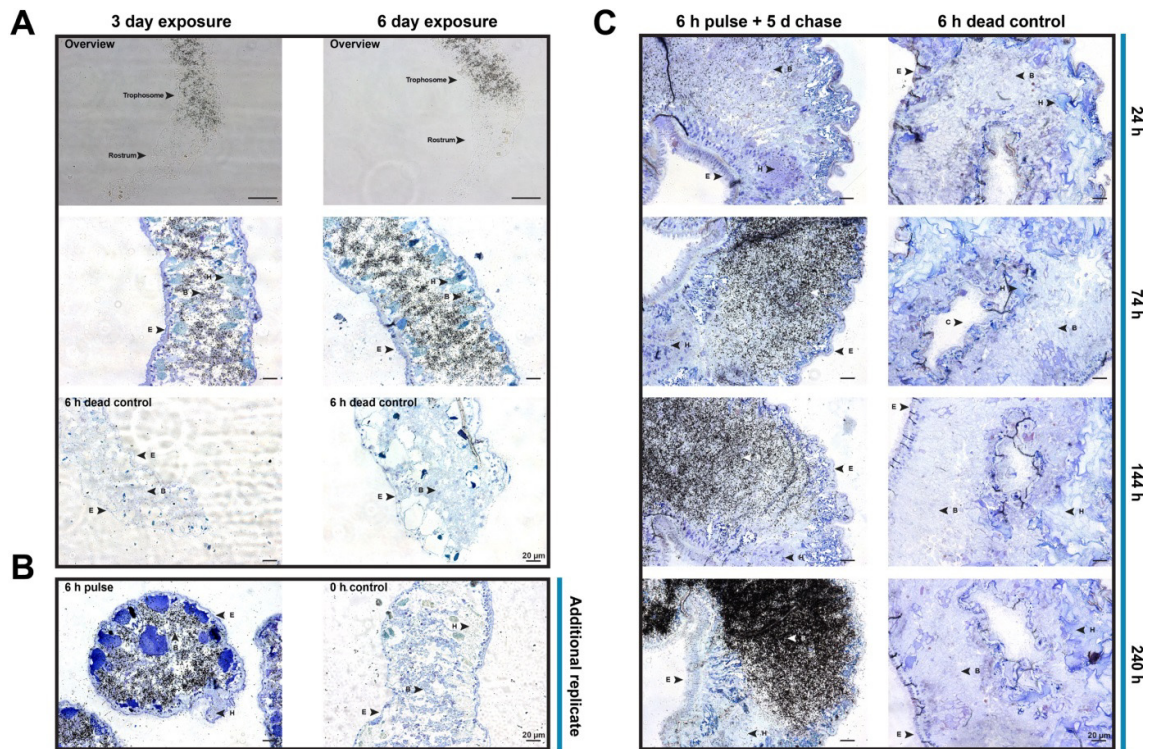 A
3 day exposure
6 day exposure
Overview
Trophosome
Rostrum
Overview
Trophosome
Rostrum
H
B
E
H
B
E
6 h dead control
E
B
E
6 h dead control
B
E
20 µm
B
6 h pulse
E
B
H
0 h control
H
B
E
20 µm
Additional replicate
C
6 h pulse + 5 d chase
6 h dead control
B
H
E
E
B
H
24 h
B
H
E
H
C
B
74 h
B
E
H
E
B
H
144 h
B
E
H
H
B
E
20 µm
240 h